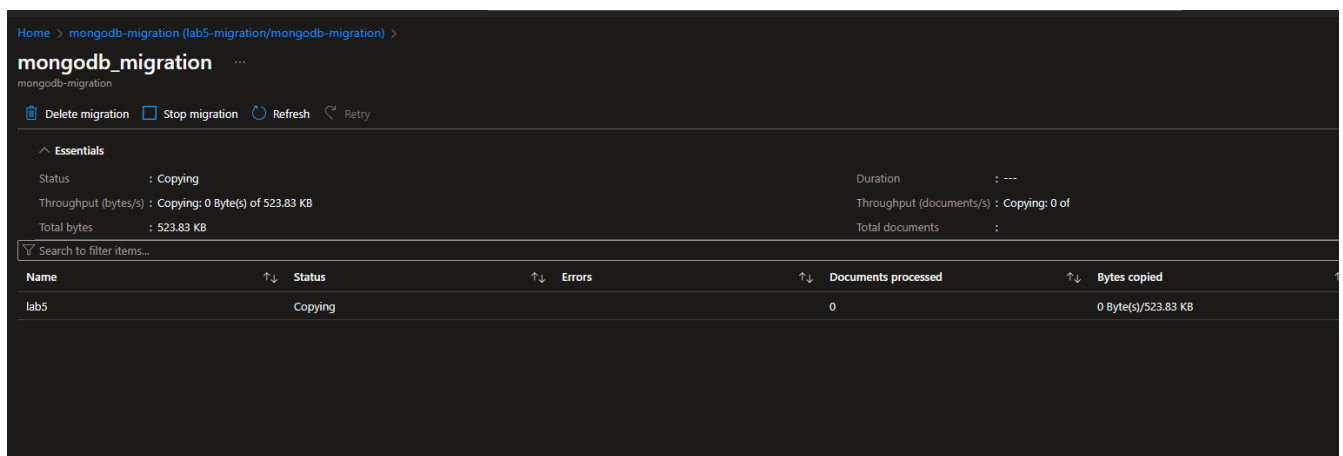 Home > mongodb-migration (lab5-migration/mongodb-migration) >
mongodb_migration ...
mongodb-migration
Delete migration Stop migration Refresh Retry
Essentials
Status : Copying Duration : ---
Throughput (bytes/s) : Copying: 0 Byte(s) of 523.83 KB Throughput (documents/s) : Copying: 0 of
Total bytes : 523.83 KB Total documents :
Search to filter items...
Name Status Errors Documents processed Bytes copied
lab5 Copying 0 0 Byte(s)/523.83 KB